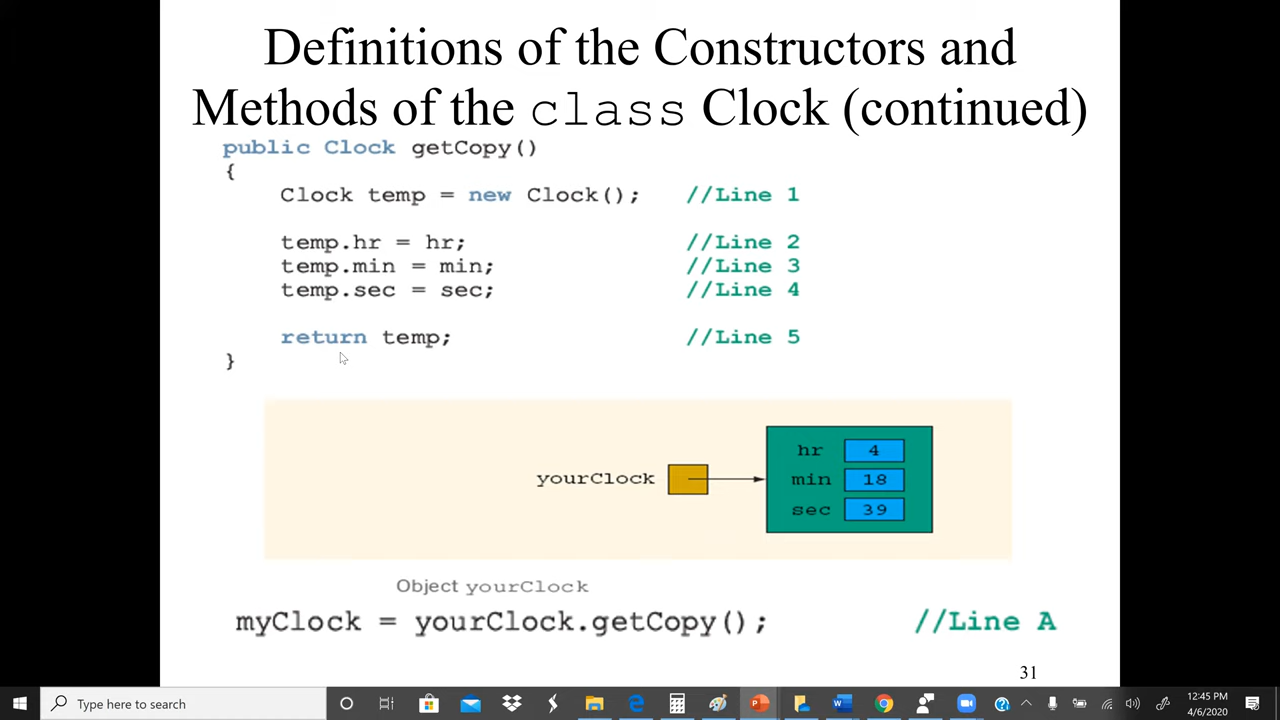 Definitions of the Constructors and
Methods of the class Clock (continued)
public Clock getCopy()
{
Clock temp = new Clock(); //Line 1
temp.hr = hr; //Line 2
temp.min = min; //Line 3
temp.sec = sec; //Line 4
return temp; //Line 5
}
hr 4
yourClock min 18
sec 39
Object yourClock
myClock = yourClock.getCopy(); //Line A
31
Type here to search
12:45 PM
4/6/2020